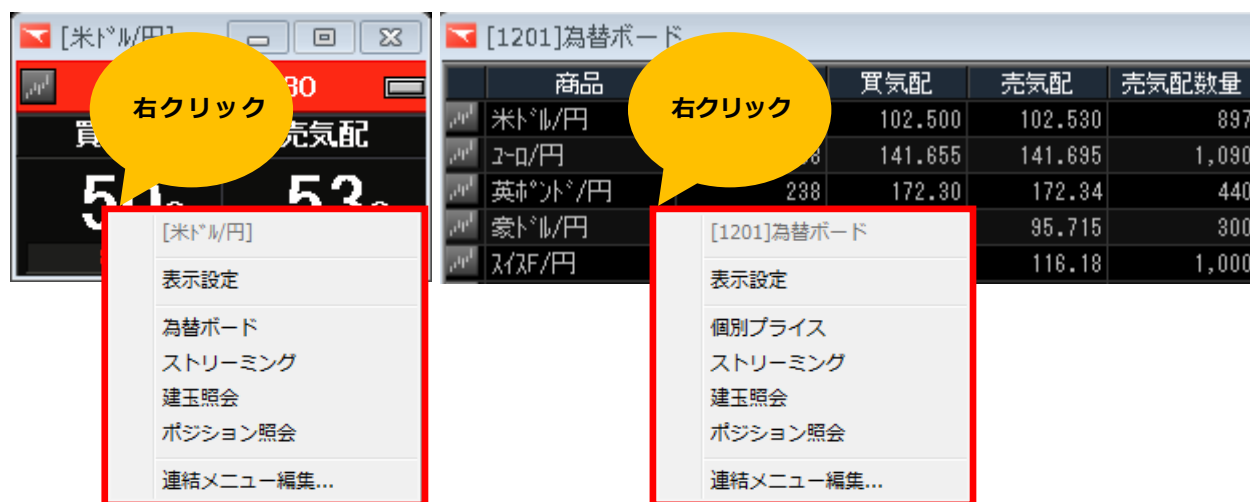 [米ﾄﾞﾙ/円]
右クリック
80
買
売気配
50
53
[米ﾄﾞﾙ/円]
表示設定
為替ボード
ストリーミング
建玉照会
ポジション照会
連結メニュー編集...
[1201]為替ボード
商品 買気配 売気配 売気配数量
右クリック
米ﾄﾞﾙ/円 102.500 102.530 897
ﾕｰﾛ/円 141.655 141.695 1,090
英ﾎﾟﾝﾄﾞ/円 238 172.30 172.34 440
豪ﾄﾞﾙ/円 95.715 300
ｽｲｽF/円 116.18 1,000
[1201]為替ボード
表示設定
個別プライス
ストリーミング
建玉照会
ポジション照会
連結メニュー編集...